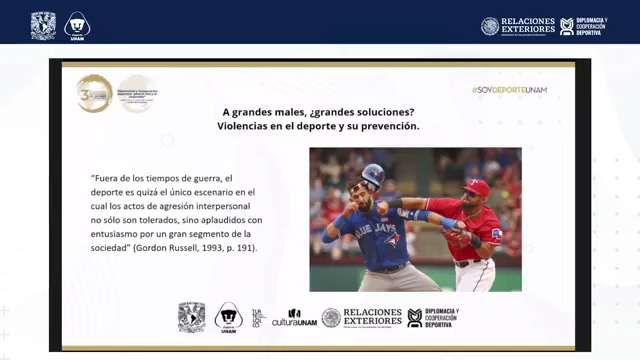 UNAM
RELACIONES
EXTERIORES
DIPLOMACIA Y
COOPERACIÓN
DEPORTIVA
3
#SOYDEPORTEUNAM
A grandes males, ¿grandes soluciones?
Violencias en el deporte y su prevención.
“Fuera de los tiempos de guerra, el
deporte es quizá el único escenario en el
cual los actos de agresión interpersonal
no sólo son tolerados, sino aplaudidos con
entusiasmo por un gran segmento de la
sociedad” (Gordon Russell, 1993, p. 191).
BLUE JAYS
UNAM
culturaUNAM
RELACIONES
EXTERIORES
DIPLOMACIA Y
COOPERACIÓN
DEPORTIVA